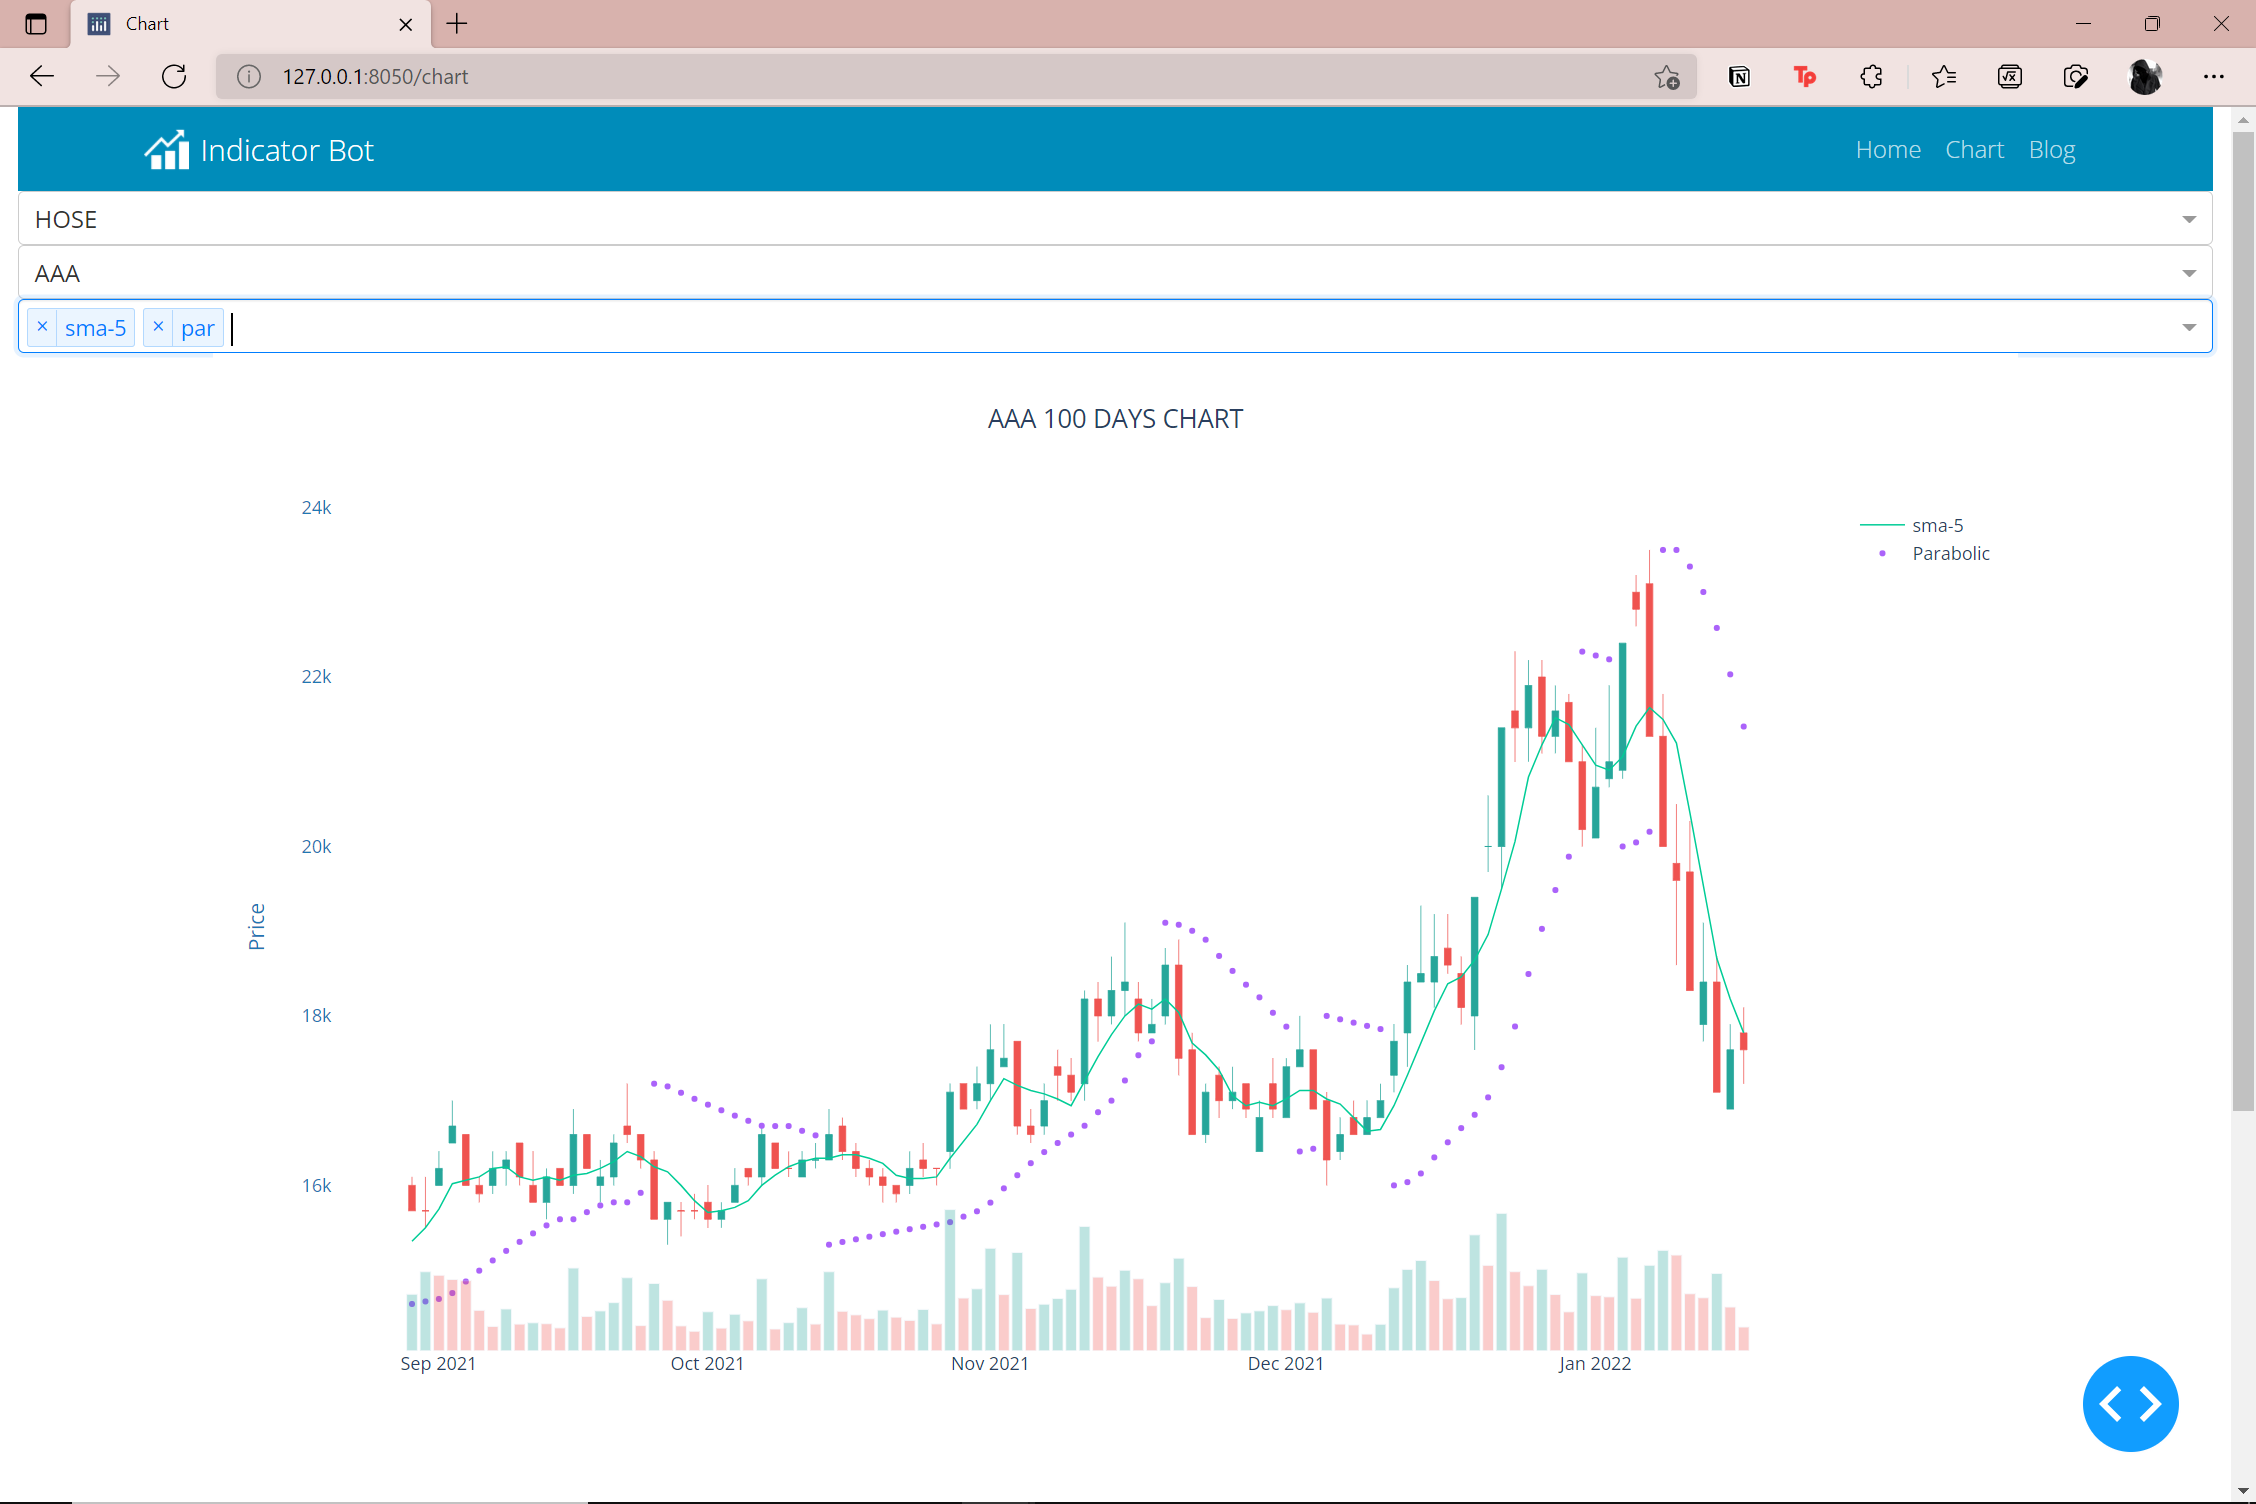 Chart
127.0.0.1:8050/chart
Indicator Bot
Home Chart Blog
HOSE
AAA
× sma-5 × par
AAA 100 DAYS CHART
24k
22k
20k
18k
16k
Price
sma-5
Parabolic
Sep 2021 Oct 2021 Nov 2021 Dec 2021 Jan 2022